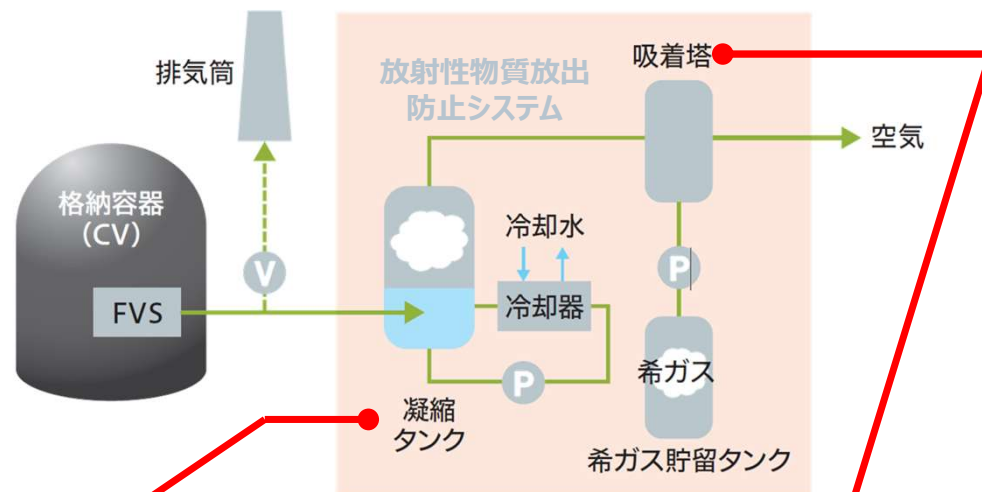 排気筒
放射性物質放出
防止システム
吸着塔
空気
格納容器
(CV)
V
冷却水
P
FVS
冷却器
P
希ガス
凝縮
タンク
希ガス貯留タンク